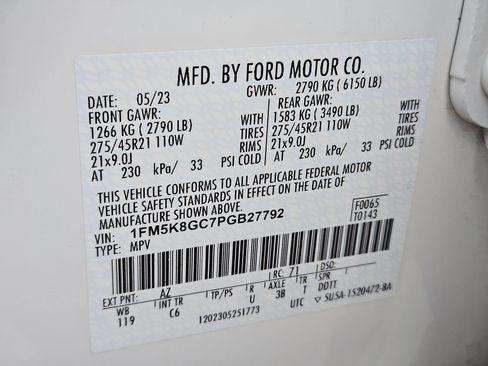 MFD. BY FORD MOTOR CO.
DATE: 05/23 GVWR: 2790 KG ( 6150 LB)
FRONT GAWR: REAR GAWR:
1266 KG ( 2790 LB) WITH 1583 KG ( 3490 LB) WITH
275/45R21 110W TIRES 275/45R21 110W TIRES
21x9.0J RIMS 21x9.0J RIMS
AT 230 kPa/ 33 PSI COLD AT 230 kPa/ 33 PSI COLD
THIS VEHICLE CONFORMS TO ALL APPLICABLE FEDERAL MOTOR
VEHICLE SAFETY STANDARDS IN EFFECT ON THE DATE OF
MANUFACTURE SHOWN ABOVE.
VIN: 1FM5K8GC7PGB27792 F0065
TYPE: MPV T0143
EXT PNT: AZ RC: 71 DSO:
WB INT TR TP/PS R AXLE TR SPR
119 C6 U 3B T DDTT
1202305251773 UTC 5U5A-1520472-BA